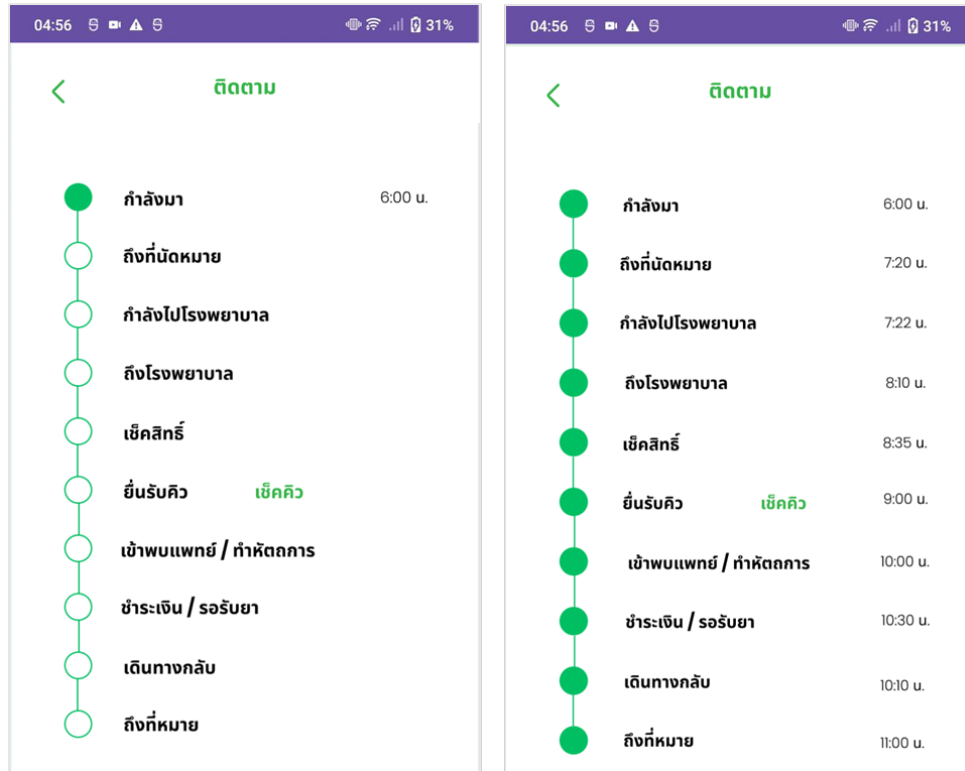 04:56 31%
ติดตาม
กำลังมา 6:00 น.
ถึงที่นัดหมาย
กำลังไปโรงพยาบาล
ถึงโรงพยาบาล
เช็คสิทธิ์
ยื่นรับคิว เช็คคิว
เข้าพบแพทย์ / ทำหัตถการ
ชำระเงิน / รอรับยา
เดินทางกลับ
ถึงที่หมาย
04:56 31%
ติดตาม
กำลังมา 6:00 น.
ถึงที่นัดหมาย 7:20 น.
กำลังไปโรงพยาบาล 7:22 น.
ถึงโรงพยาบาล 8:10 น.
เช็คสิทธิ์ 8:35 น.
ยื่นรับคิว เช็คคิว 9:00 น.
เข้าพบแพทย์ / ทำหัตถการ 10:00 น.
ชำระเงิน / รอรับยา 10:30 น.
เดินทางกลับ 10:10 น.
ถึงที่หมาย 11:00 น.